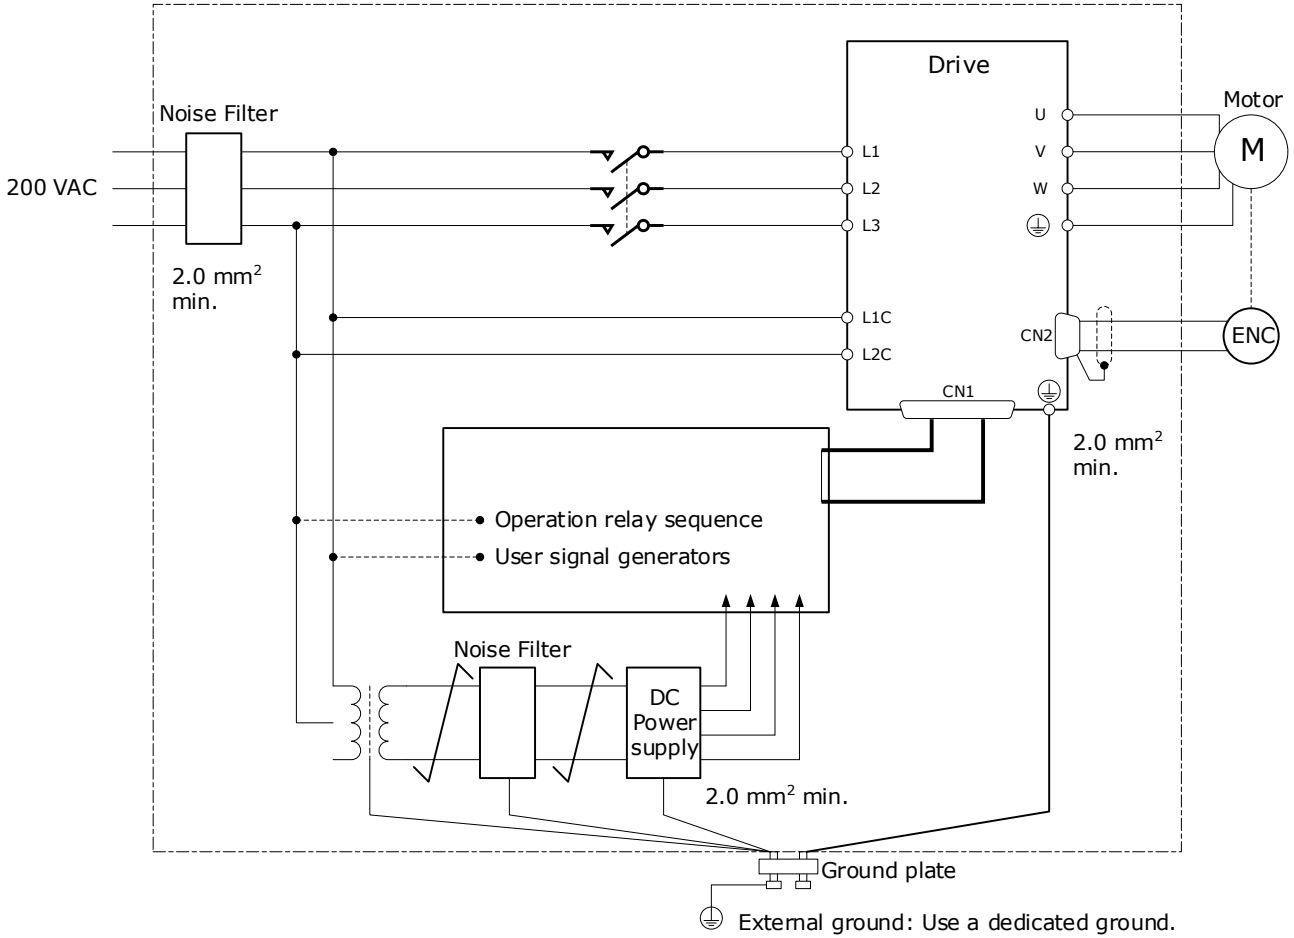 Drive
Noise Filter
Motor
U
V
W
M
200 VAC
L1
L2
L3
2.0 mm²
min.
L1C
L2C
CN2
ENC
CN1
2.0 mm²
min.
Operation relay sequence
User signal generators
Noise Filter
DC
Power
supply
2.0 mm² min.
Ground plate
External ground: Use a dedicated ground.